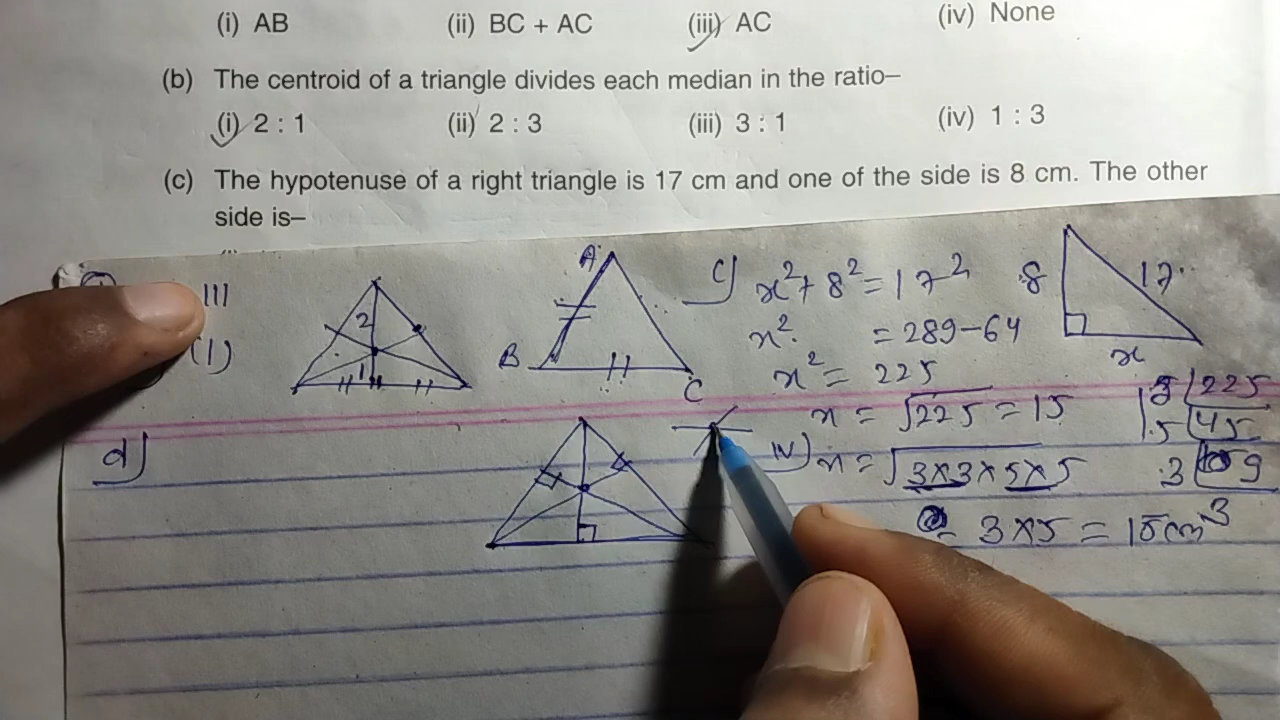 (i) AB (ii) BC + AC (iii) AC (iv) None
(b) The centroid of a triangle divides each median in the ratio–
(i) 2 : 1 (ii) 2 : 3 (iii) 3 : 1 (iv) 1 : 3
(c) The hypotenuse of a right triangle is 17 cm and one of the side is 8 cm. The other
side is–
III
(I)
2
1
A
B
C
c) x² + 8² = 17²
x² = 289 – 64
x² = 225
x = √225 = 15
iv) x = √3×3×5×5
= 3×5 = 15cm
8
17
x
5 225
5 45
3 9
3
d)